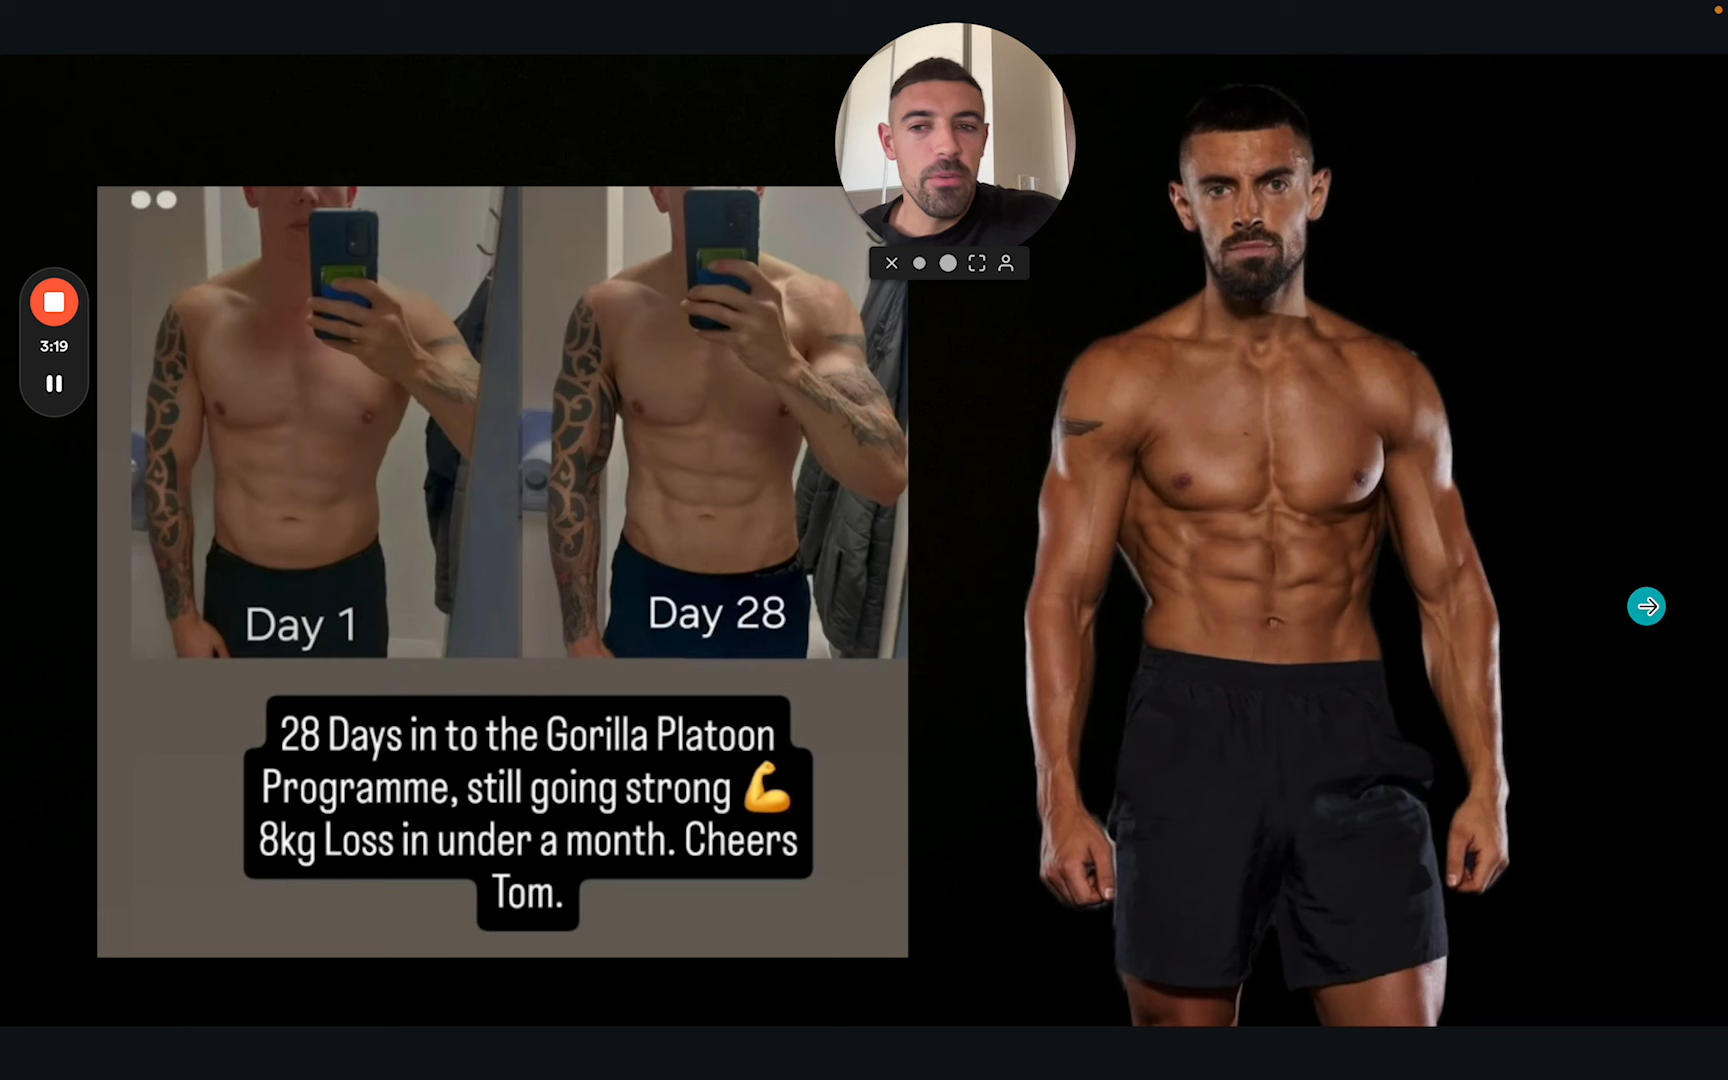 3:19
Day 1
Day 28
28 Days in to the Gorilla Platoon
Programme, still going strong 💪
8kg Loss in under a month. Cheers
Tom.